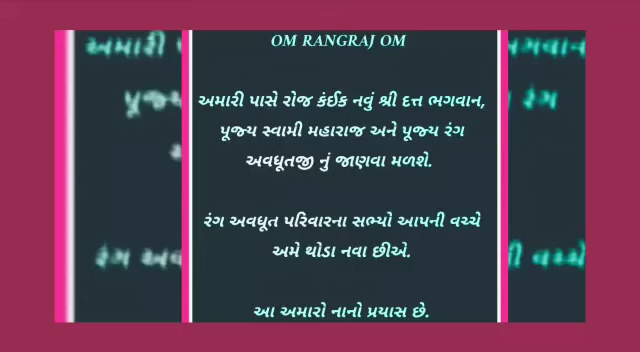 OM RANGRAJ OM
અમારી પાસે રોજ કંઈક નવું શ્રી દત્ત ભગવાન,
પૂજ્ય સ્વામી મહારાજ અને પૂજ્ય રંગ
અવધૂતજી નું જાણવા મળશે.
રંગ અવધૂત પરિવારના સભ્યો આપની વચ્ચે
અમે થોડા નવા છીએ.
આ અમારો નાનો પ્રયાસ છે.